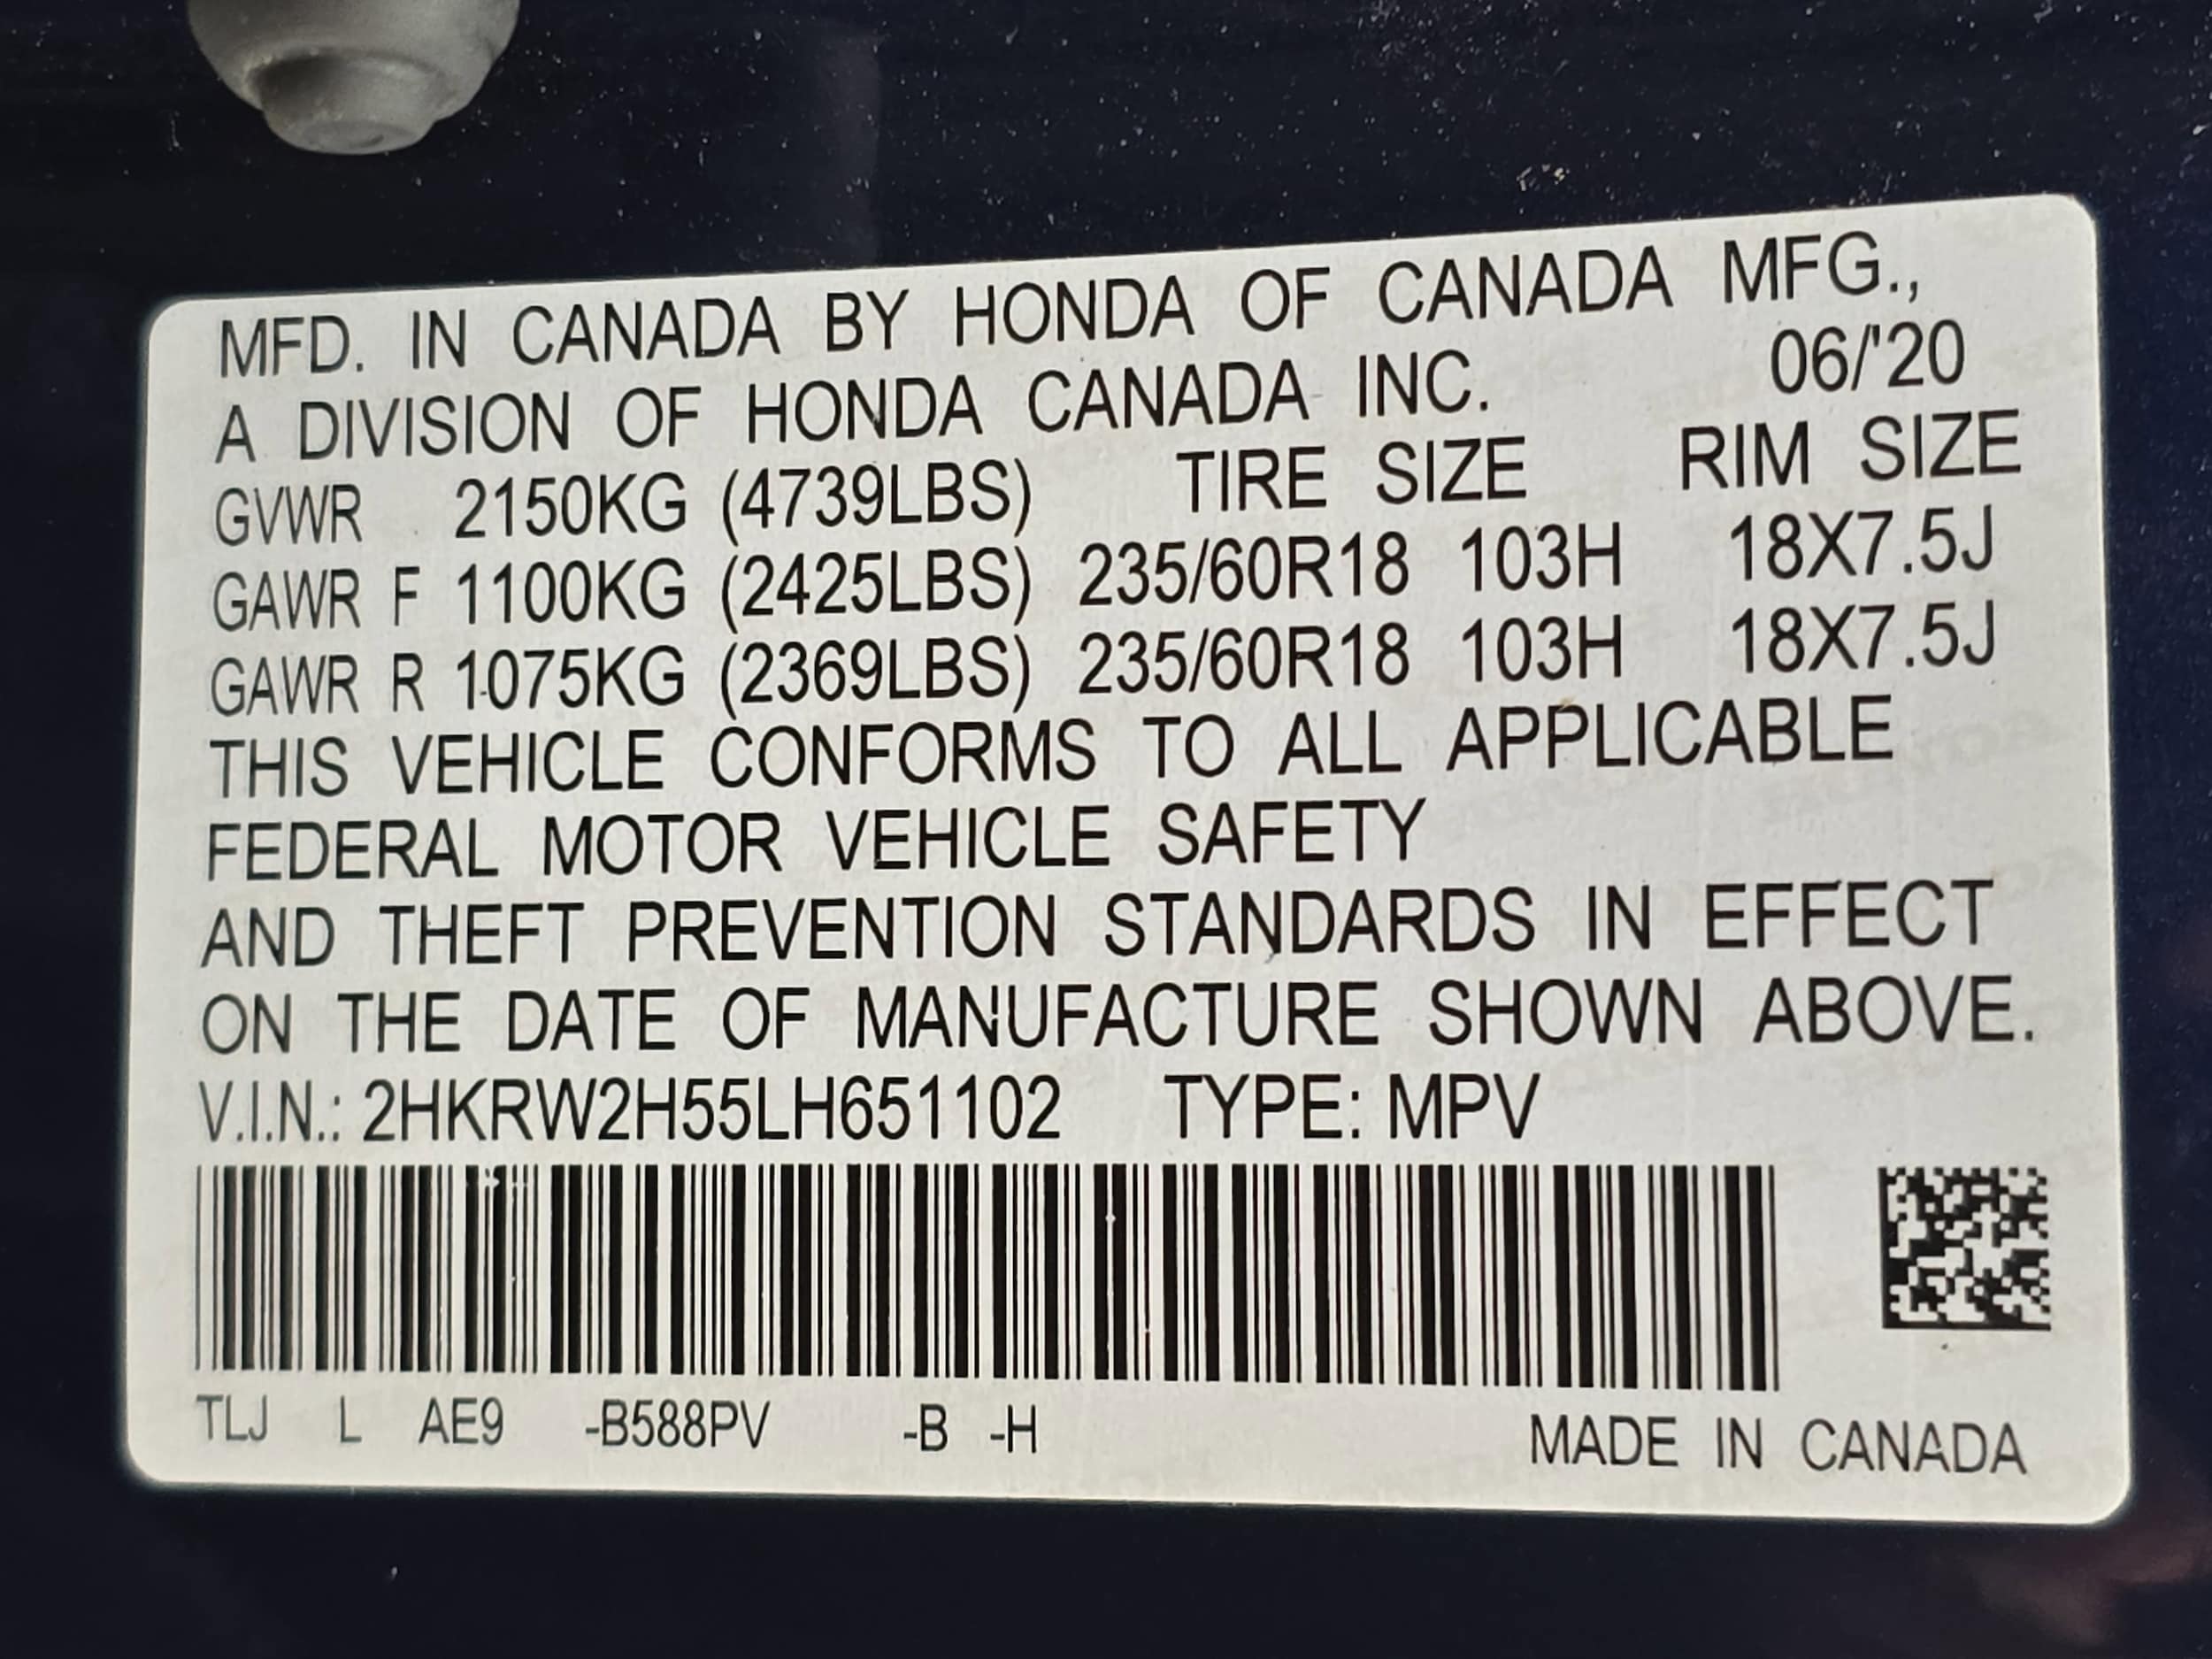 MFD. IN CANADA BY HONDA OF CANADA MFG.,
A DIVISION OF HONDA CANADA INC. 06/'20
GVWR 2150KG (4739LBS) TIRE SIZE RIM SIZE
GAWR F 1100KG (2425LBS) 235/60R18 103H 18X7.5J
GAWR R 1075KG (2369LBS) 235/60R18 103H 18X7.5J
THIS VEHICLE CONFORMS TO ALL APPLICABLE
FEDERAL MOTOR VEHICLE SAFETY
AND THEFT PREVENTION STANDARDS IN EFFECT
ON THE DATE OF MANUFACTURE SHOWN ABOVE.
V.I.N.: 2HKRW2H55LH651102 TYPE: MPV
TLJ L AE9 -B588PV -B -H MADE IN CANADA